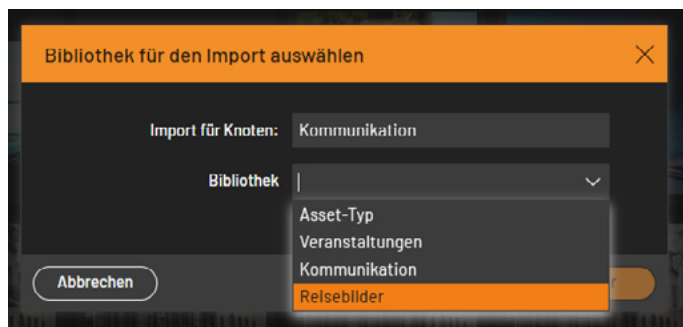 Bibliothek für den Import auswählen
Import für Knoten: Kommunikation
Bibliothek
Asset-Typ
Veranstaltungen
Kommunikation
Reisebilder
Abbrechen